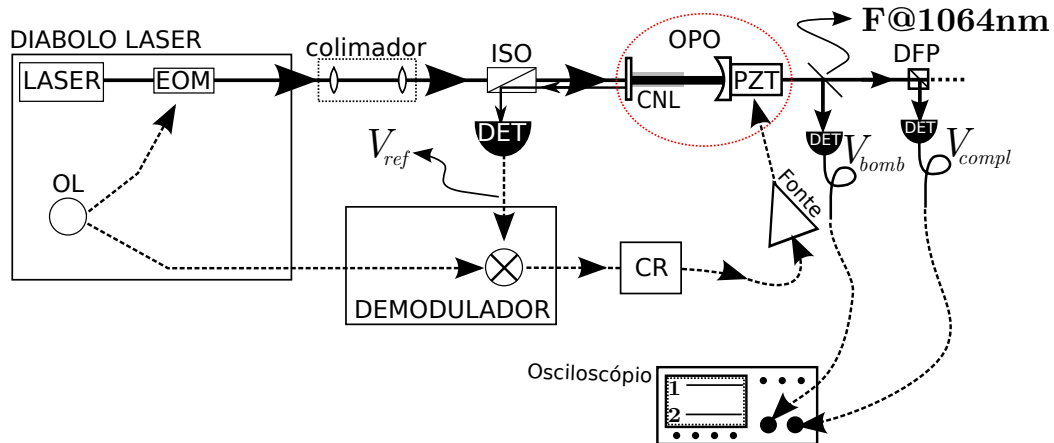 F@1064nm
DIABOLO LASER
colimador
ISO
OPO
DFP
LASER
EOM
PZT
CNL
DET
DET
DET
V_ref
V_bomb
V_compl
OL
Fonte
CR
DEMODULADOR
Osciloscópio
1
2